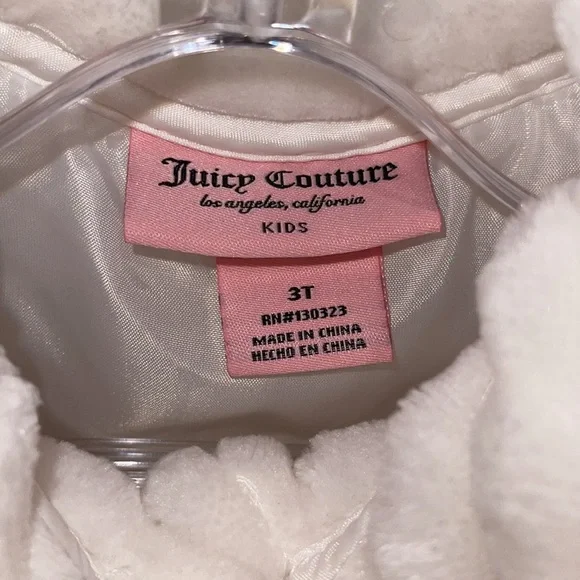 Juicy Couture
los angeles, california
KIDS
3T
RN#130323
MADE IN CHINA
HECHO EN CHINA